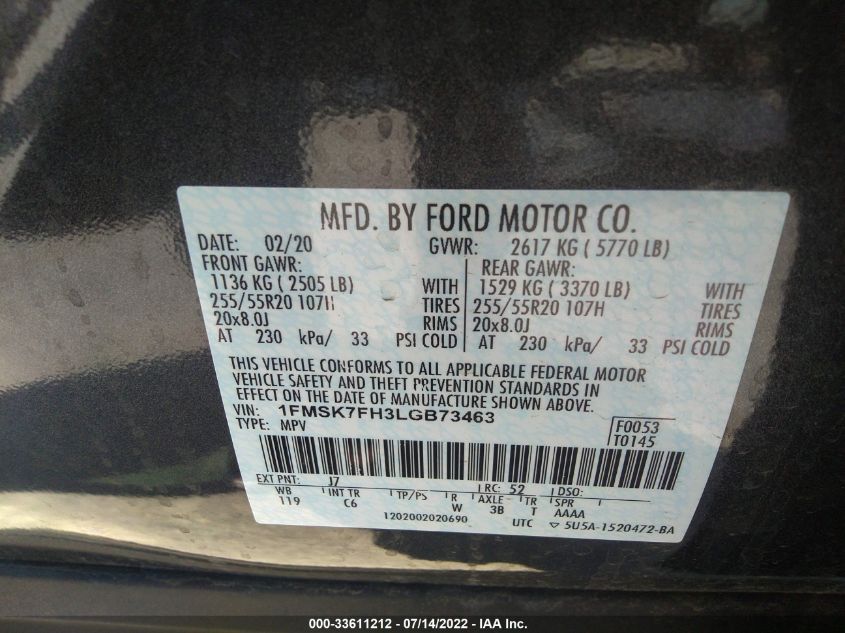 MFD. BY FORD MOTOR CO.
DATE: 02/20 GVWR: 2617 KG ( 5770 LB)
FRONT GAWR: REAR GAWR:
1136 KG ( 2505 LB) WITH 1529 KG ( 3370 LB) WITH
255/55R20 107H TIRES 255/55R20 107H TIRES
20x8.0J RIMS 20x8.0J RIMS
AT 230 kPa/ 33 PSI COLD AT 230 kPa/ 33 PSI COLD
THIS VEHICLE CONFORMS TO ALL APPLICABLE FEDERAL MOTOR
VEHICLE SAFETY AND THEFT PREVENTION STANDARDS IN
EFFECT ON THE DATE OF MANUFACTURE SHOWN ABOVE.
VIN: 1FMSK7FH3LGB73463 F0053
TYPE: MPV T0145
EXT PNT: J7 RC: 52 DSO:
WB INT TR TP/PS R AXLE TR SPR
119 C6 W 3B T AAAA
1202002020690 UTC ▽ 5U5A-1520472-BA
000-33611212 - 07/14/2022 - IAA Inc.